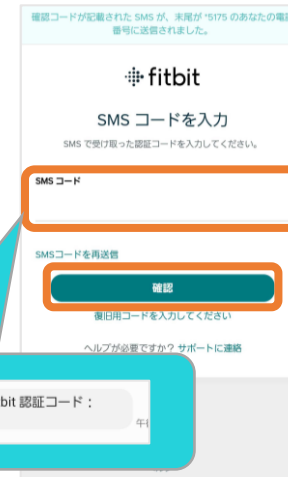 確認コードが記載された SMS が、末尾が *5175 のあなたの電話
番号に送信されました。
fitbit
SMS コードを入力
SMS で受け取った認証コードを入力してください。
SMS コード
SMSコードを再送信
確認
復旧用コードを入力してください
ヘルプが必要ですか？ サポートに連絡
bit 認証コード：
午